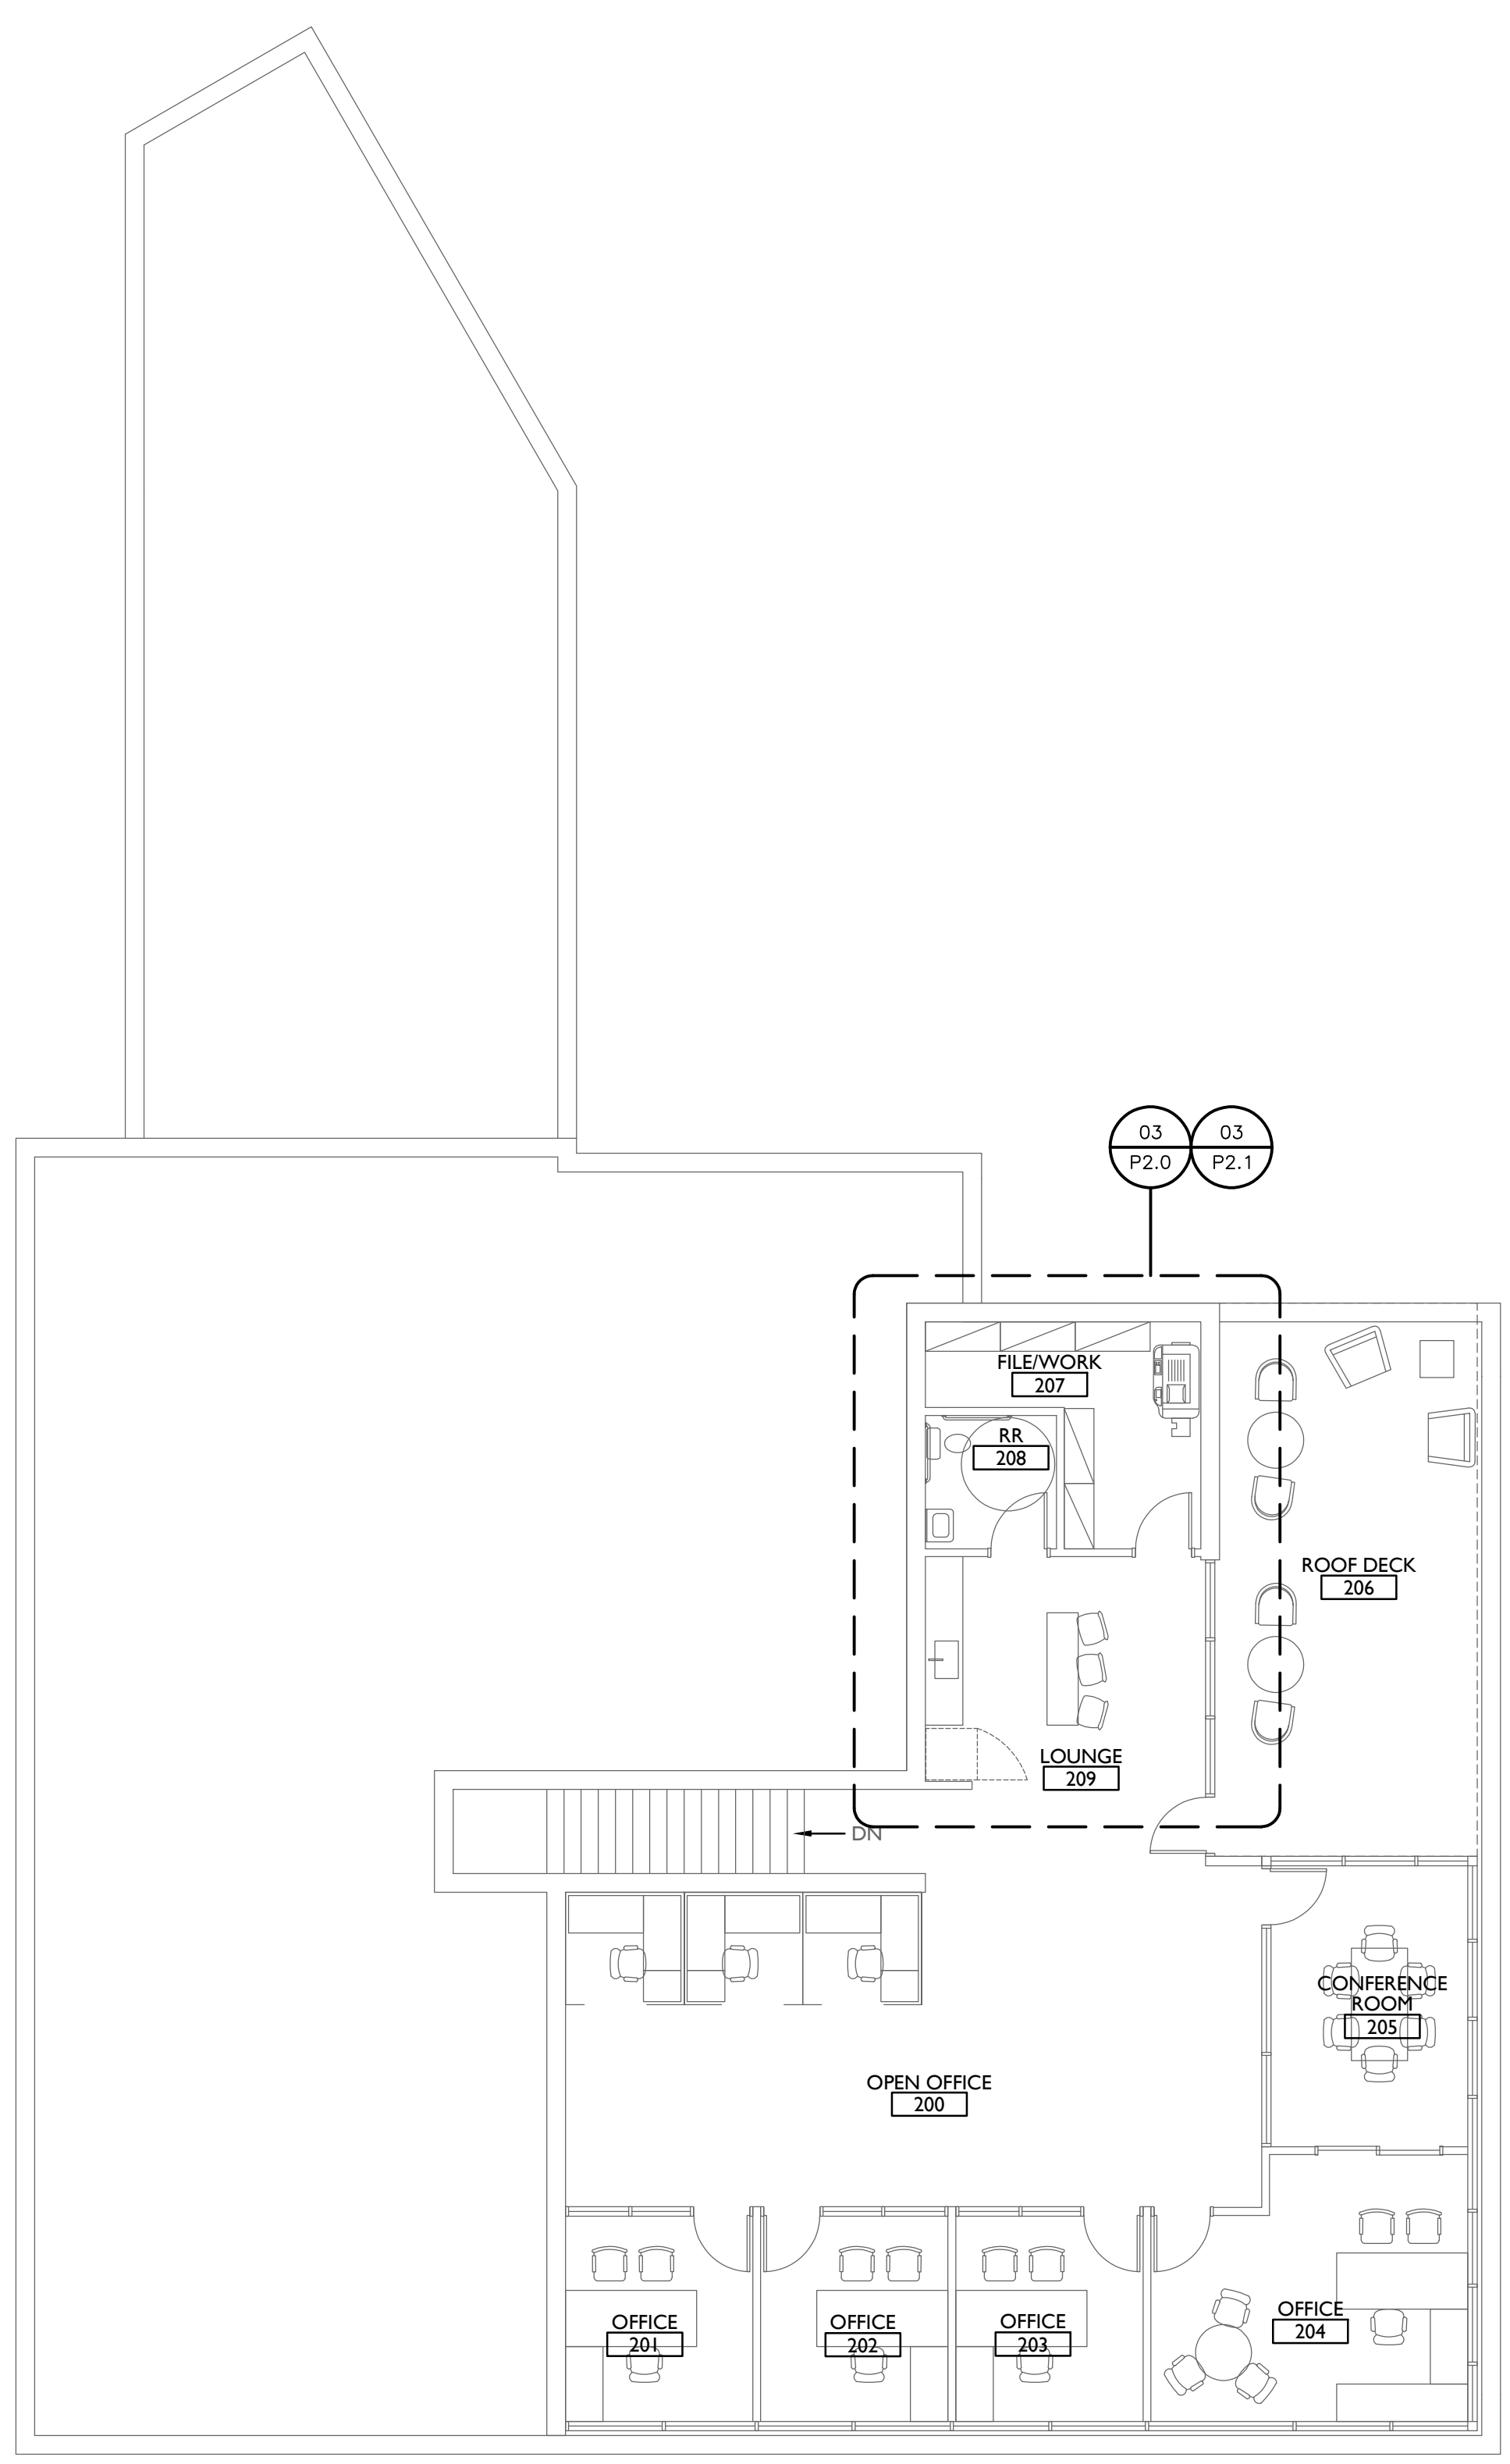 03 03
P2.0 P2.1
FILE/WORK
207
RR
208
ROOF DECK
206
LOUNGE
209
DN
CONFERENCE
ROOM
205
OPEN OFFICE
200
OFFICE
201
OFFICE
202
OFFICE
203
OFFICE
204